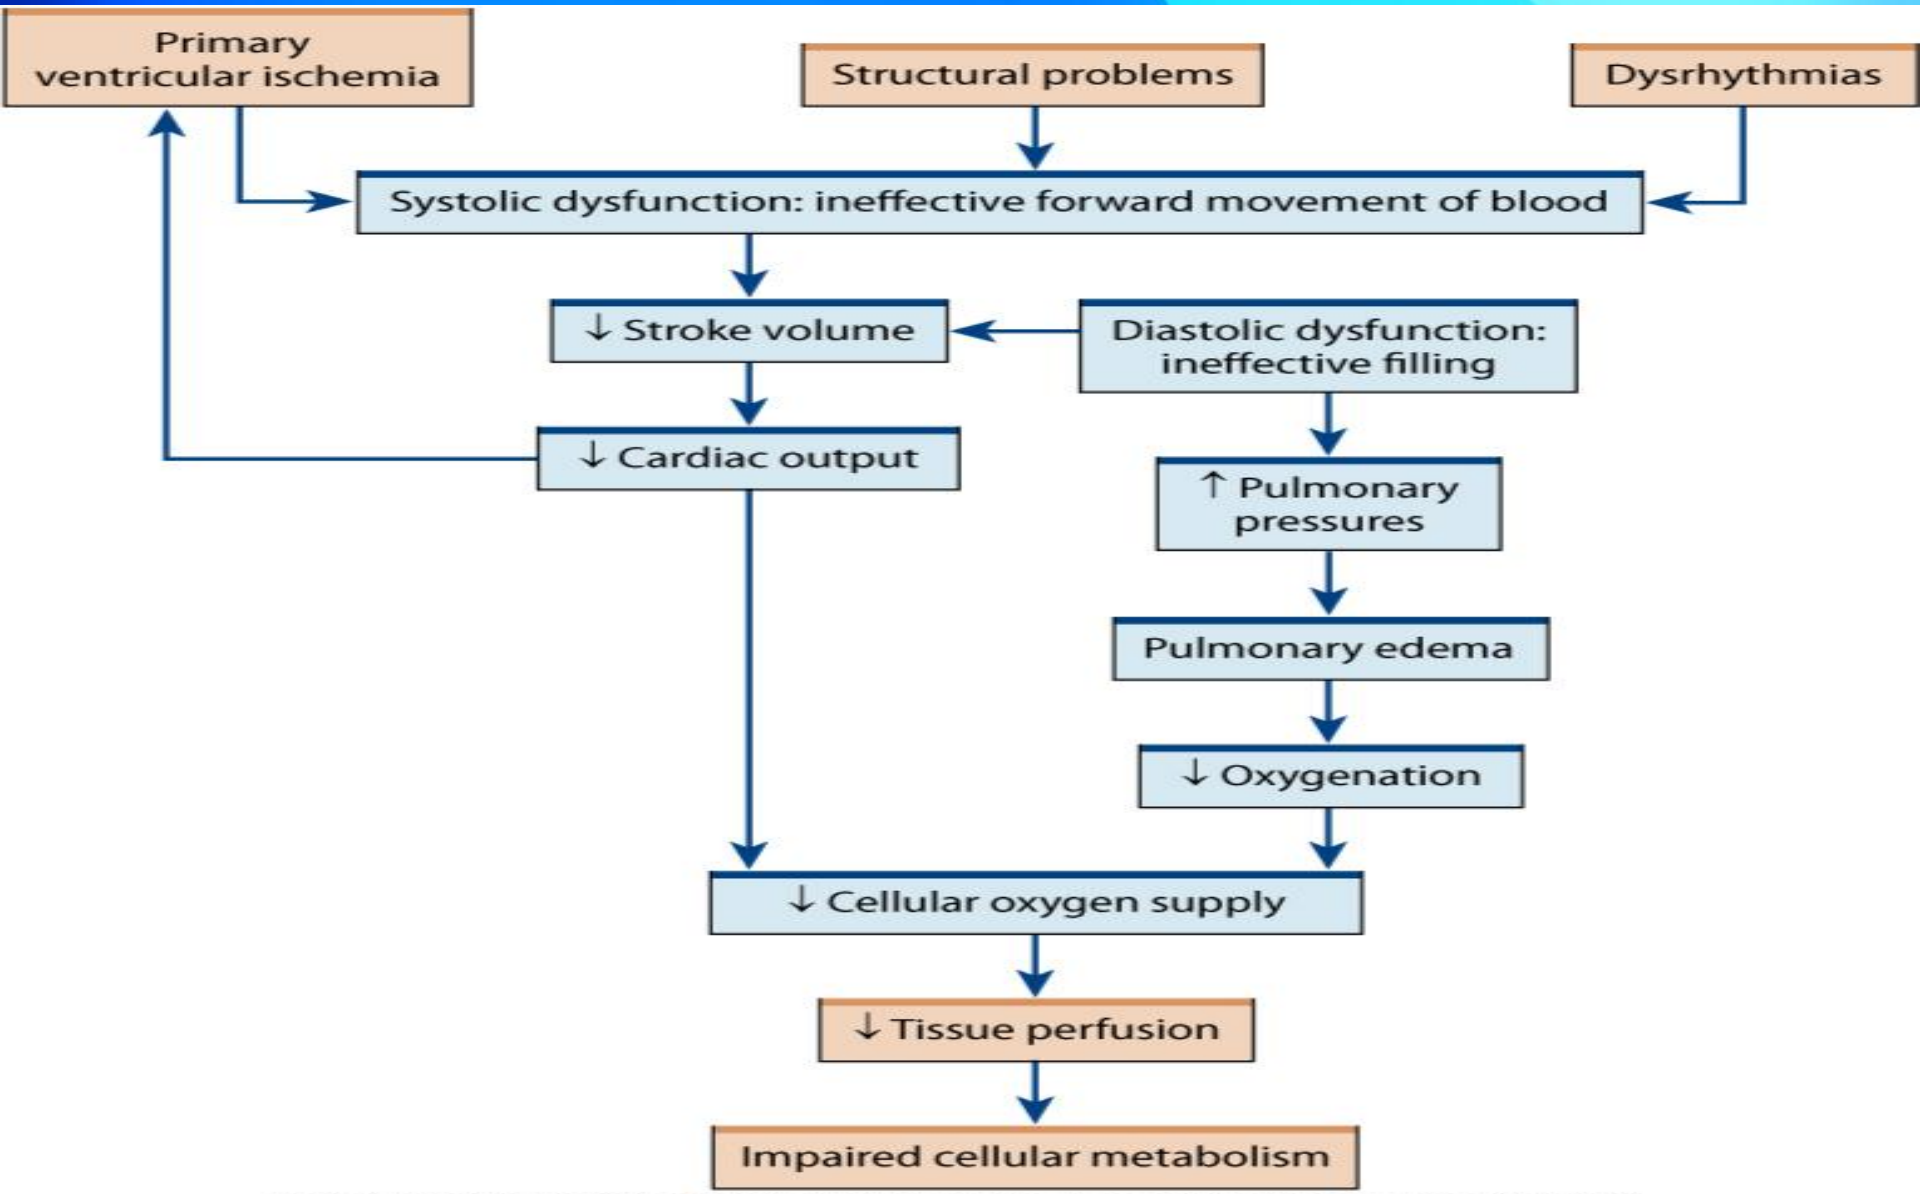 Primary
ventricular ischemia
Structural problems
Dysrhythmias
Systolic dysfunction: ineffective forward movement of blood
↓ Stroke volume
Diastolic dysfunction:
ineffective filling
↓ Cardiac output
↑ Pulmonary
pressures
Pulmonary edema
↓ Oxygenation
↓ Cellular oxygen supply
↓ Tissue perfusion
Impaired cellular metabolism